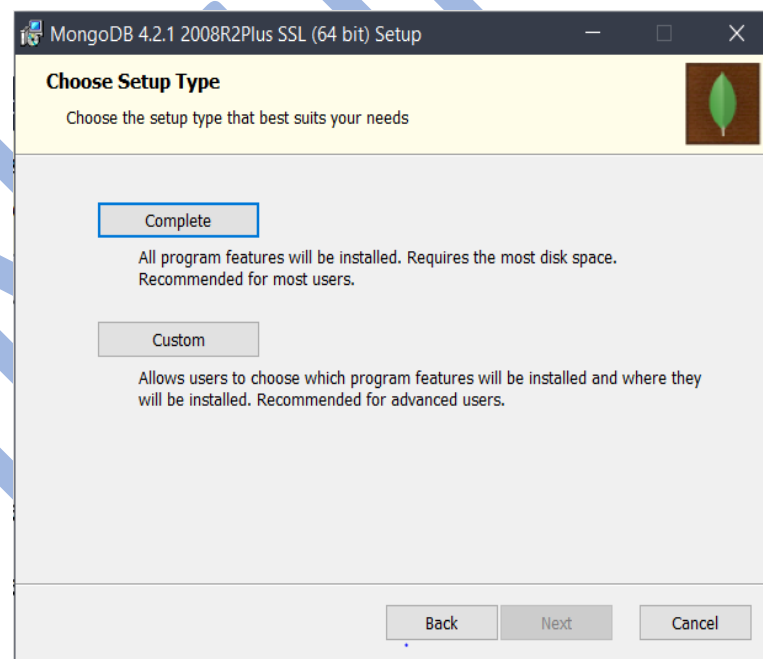 MongoDB 4.2.1 2008R2Plus SSL (64 bit) Setup
Choose Setup Type
Choose the setup type that best suits your needs
Complete
All program features will be installed. Requires the most disk space.
Recommended for most users.
Custom
Allows users to choose which program features will be installed and where they
will be installed. Recommended for advanced users.
Back Next Cancel